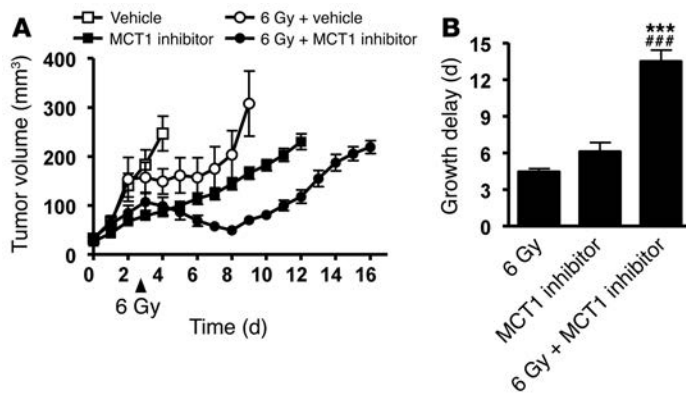 A
Vehicle
6 Gy + vehicle
MCT1 inhibitor
6 Gy + MCT1 inhibitor
Tumor volume (mm³)
400
300
200
100
0
0 2 4 6 8 10 12 14 16
6 Gy
Time (d)
B
Growth delay (d)
15
12
9
6
3
0
***
###
6 Gy
MCT1 inhibitor
6 Gy + MCT1 inhibitor